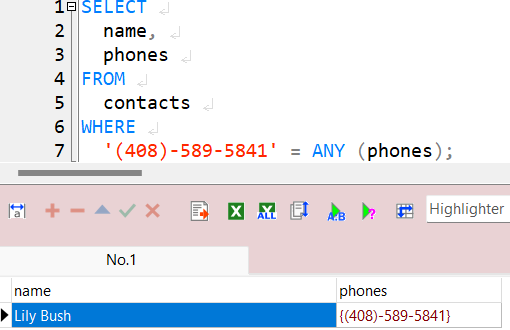 1 SELECT
2 name,
3 phones
4 FROM
5 contacts
6 WHERE
7 '(408)-589-5841' = ANY (phones);
a X ALL A:B ? Highlighter
No.1
name phones
Lily Bush {(408)-589-5841}